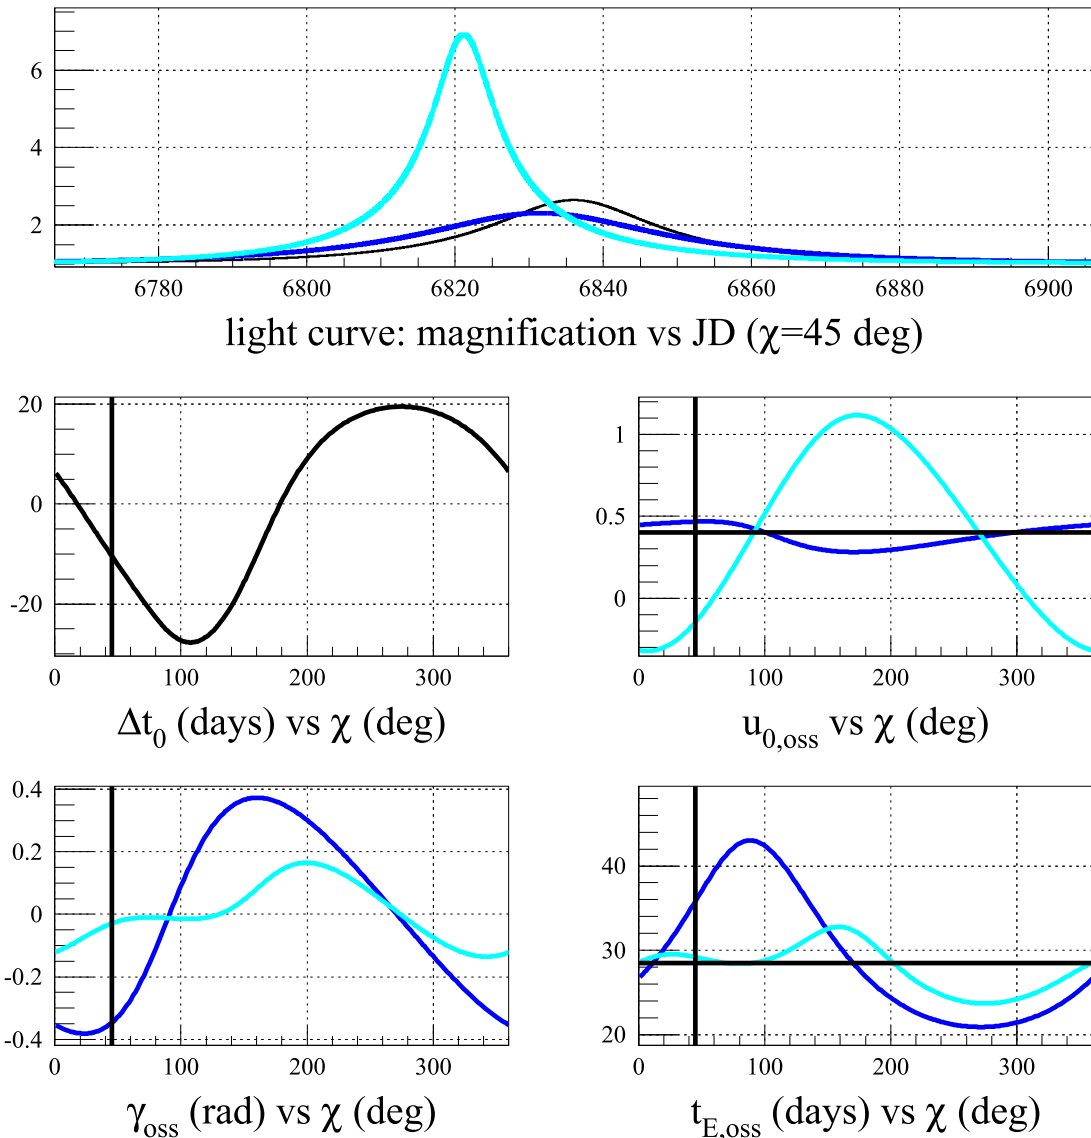 6
4
2
6780 6800 6820 6840 6860 6880 6900
light curve: magnification vs JD (χ=45 deg)
20
0
-20
0 100 200 300
Δt0 (days) vs χ (deg)
1
0.5
0
0 100 200 300
u0,oss vs χ (deg)
0.4
0.2
0
-0.2
-0.4
0 100 200 300
γoss (rad) vs χ (deg)
40
30
20
0 100 200 300
tE,oss (days) vs χ (deg)